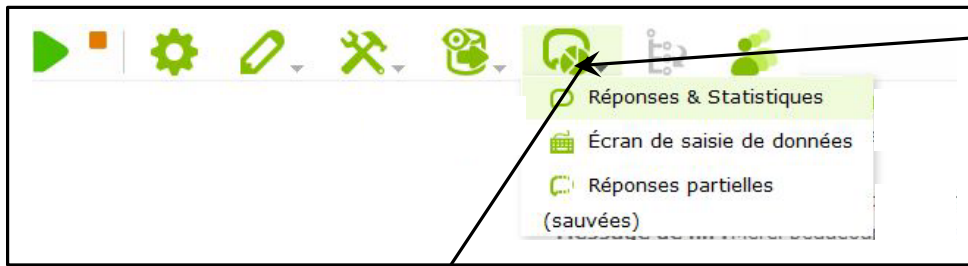 Réponses & Statistiques
Écran de saisie de données
Réponses partielles
(sauvées)